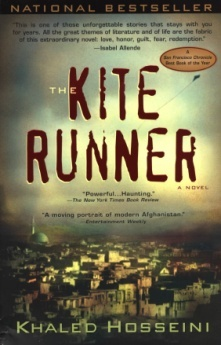 NATIONAL BESTSELLER
"This is one of those unforgettable stories that stays with you
for years. All the great themes of literature and of life are the fabric
of this extraordinary novel: love, honor, guilt, fear, redemption."
—Isabel Allende
A
San Francisco Chronicle
Best Book of the Year
THE
KITE
RUNNER
A NOVEL
"Powerful...Haunting."
—The New York Times Book Review
"A moving portrait of modern Afghanistan."
—Entertainment Weekly
KHALED HOSSEINI